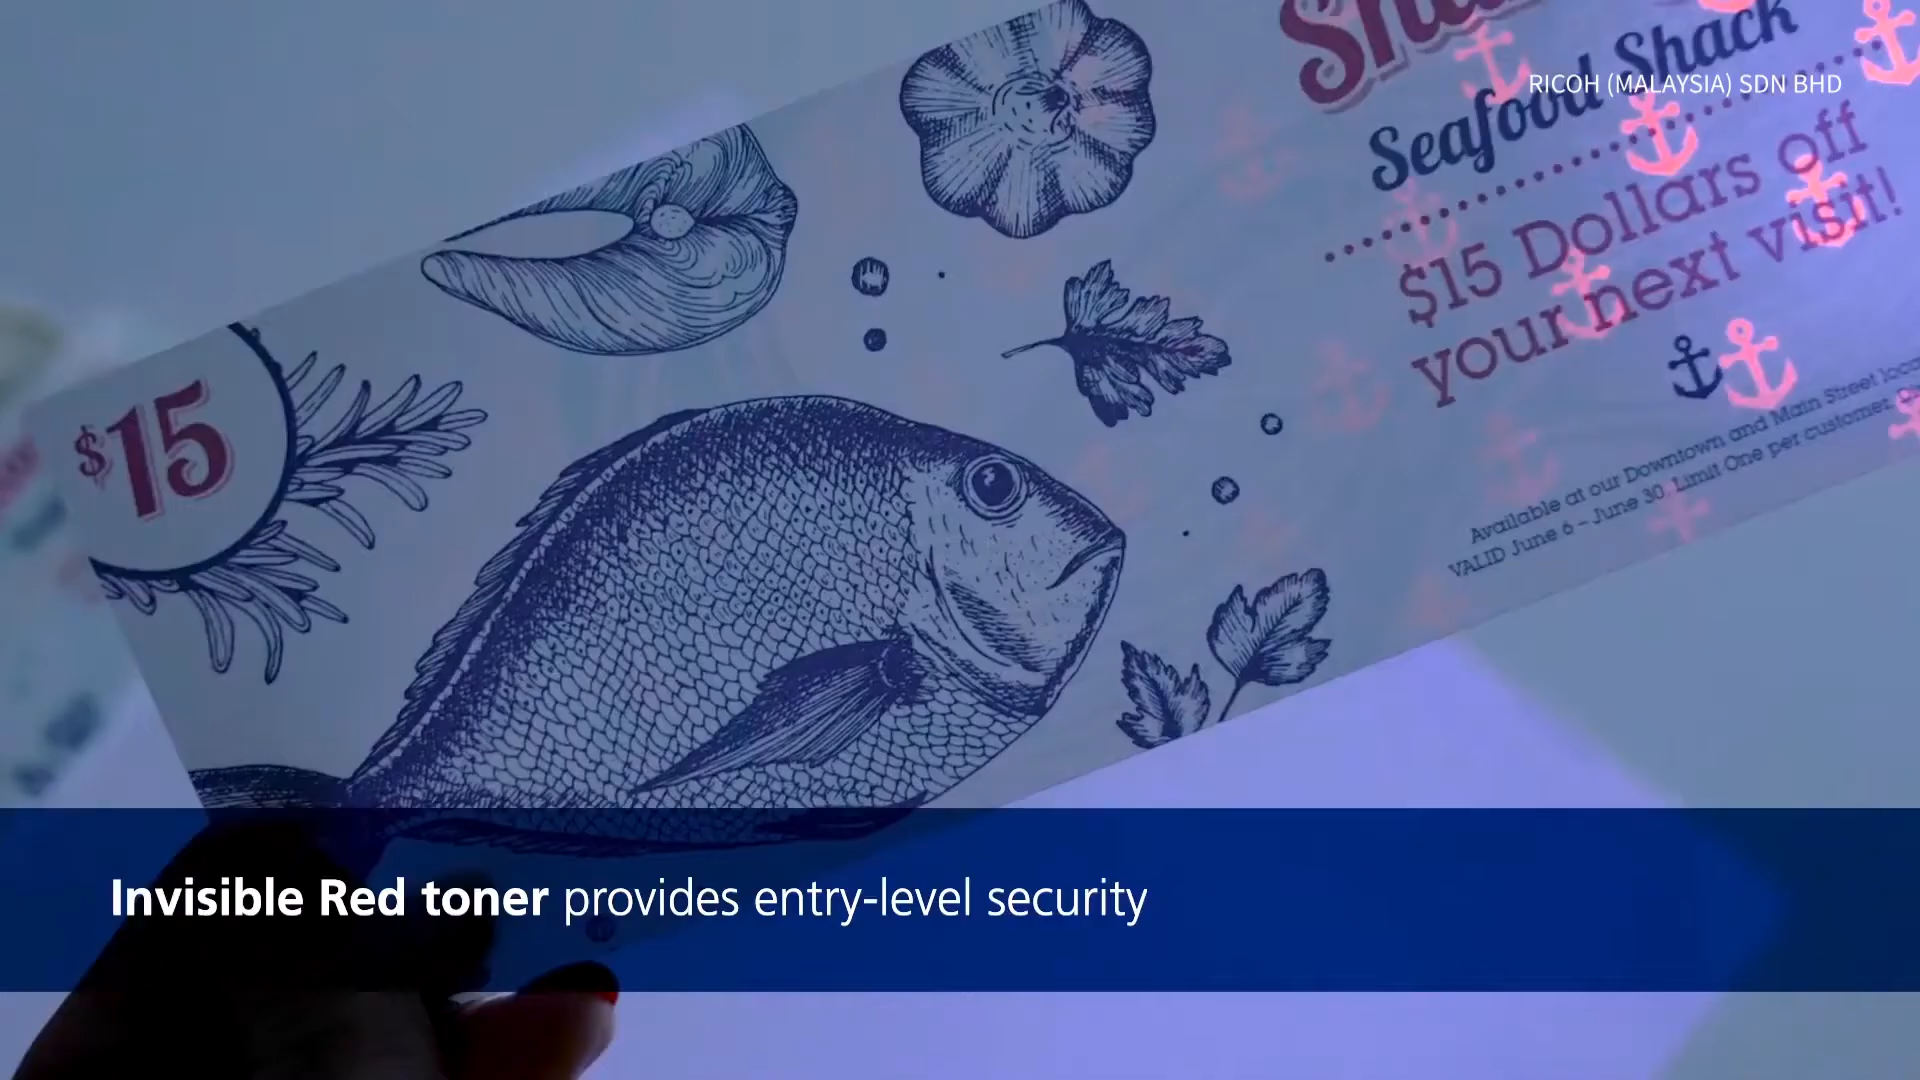 Seafood Shack
RICOH (MALAYSIA) SDN BHD
$15 Dollars off
your next visit!
$15
Available at our Downtown and Main Street
VALID June 6 – June 30. Limit One per customer.
Invisible Red toner provides entry-level security